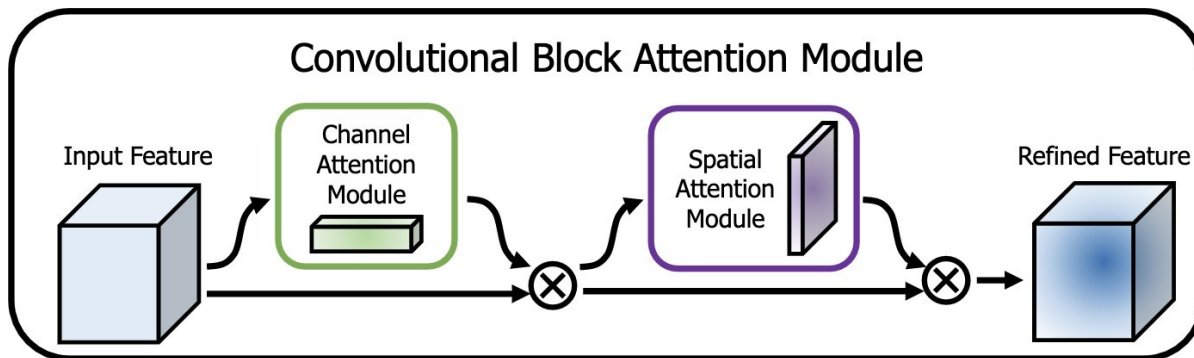 Convolutional Block Attention Module
Input Feature
Channel
Attention
Module
Spatial
Attention
Module
Refined Feature